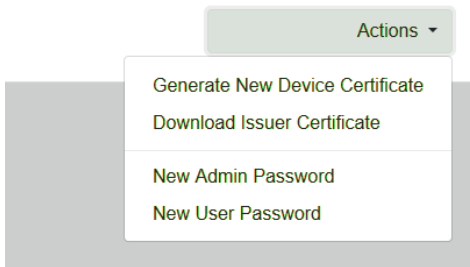 Actions
Generate New Device Certificate
Download Issuer Certificate
New Admin Password
New User Password